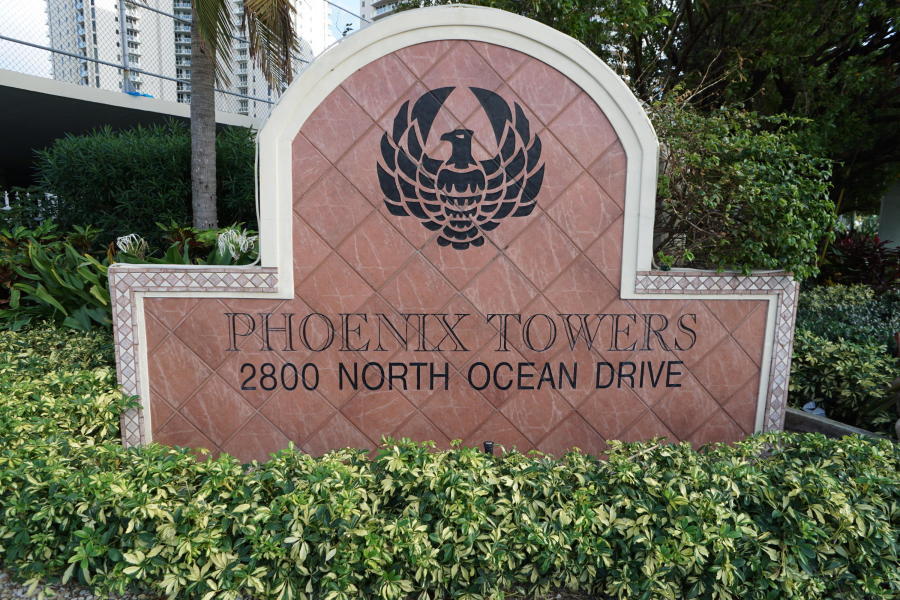 PHOENIX TOWERS
2800 NORTH OCEAN DRIVE